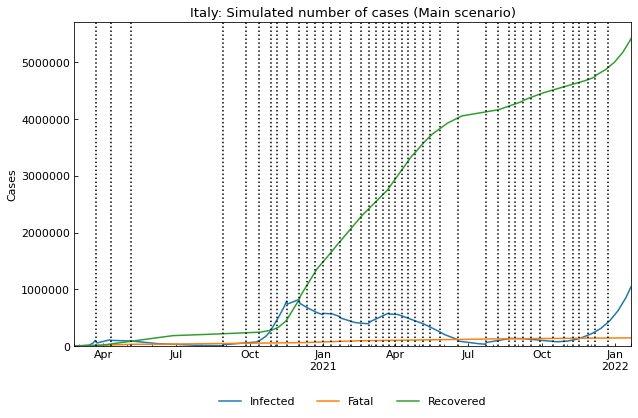 Italy: Simulated number of cases (Main scenario)
5000000
4000000
3000000
2000000
1000000
0
Cases
Apr Jul Oct Jan Apr Jul Oct Jan
2021 2022
Infected Fatal Recovered